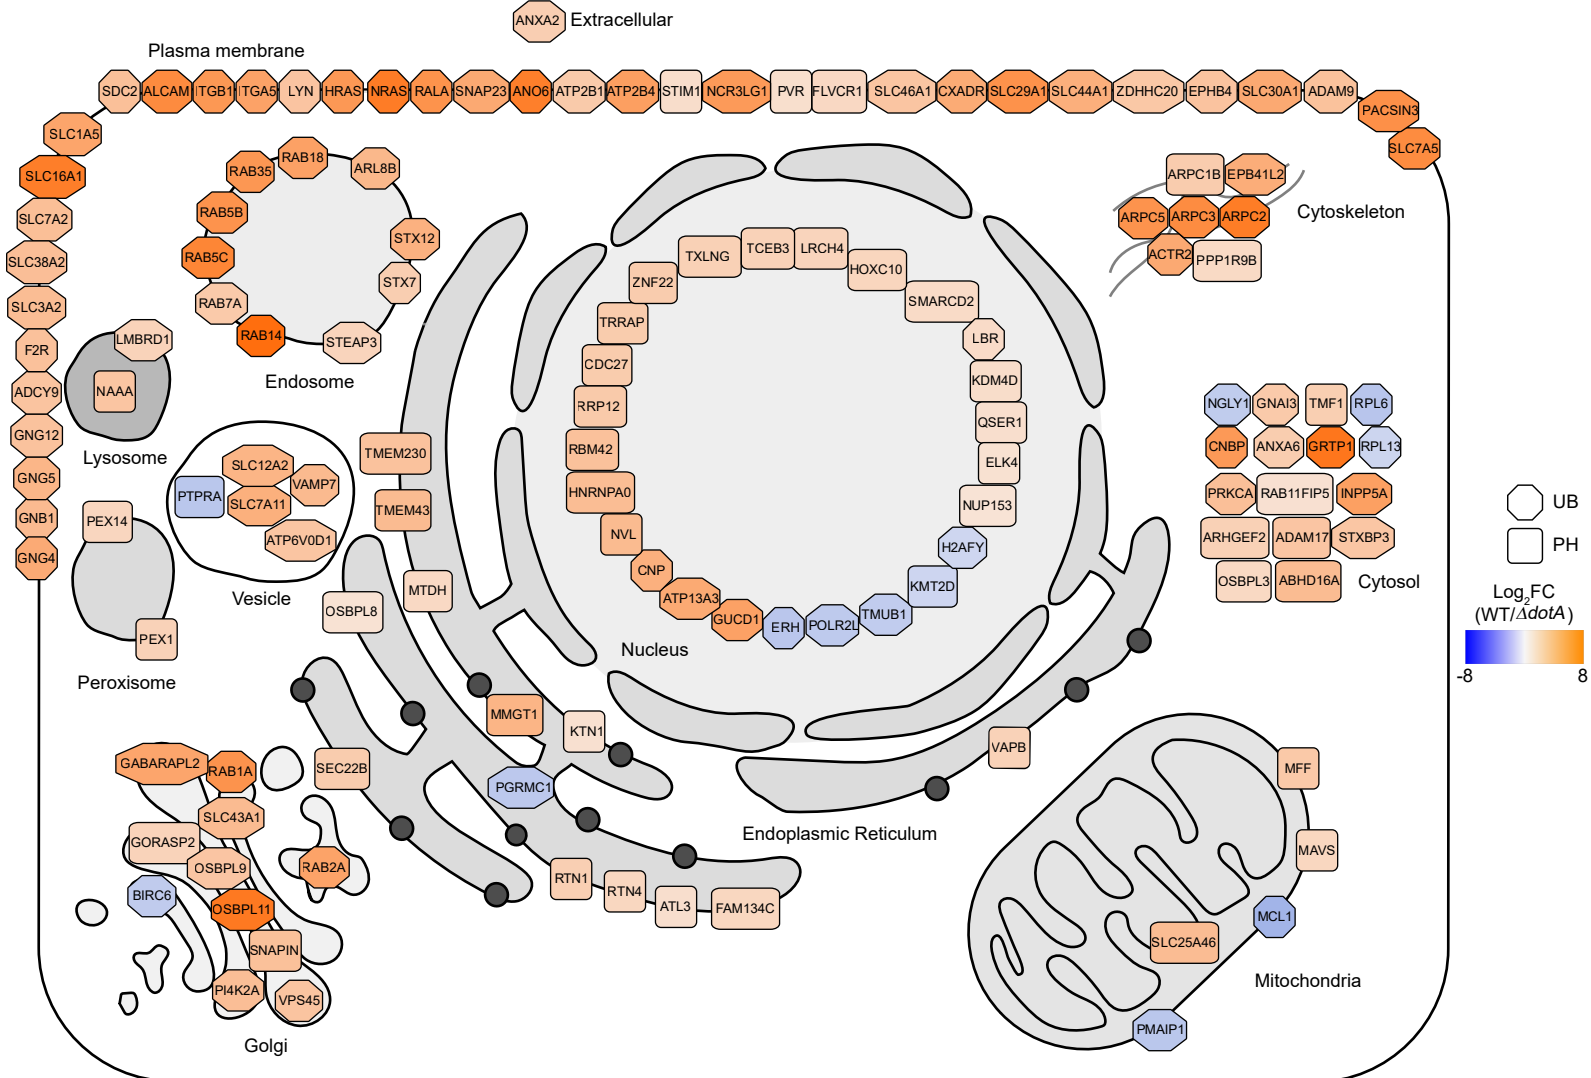 ANXA2 Extracellular
Plasma membrane
SDC2 ALCAM ITGB1 ITGA5 LYN HRAS NRAS RALA SNAP23 ANO6 ATP2B1 ATP2B4 STIM1 NCR3LG1 PVR FLVCR1 SLC46A1 CXADR SLC29A1 SLC44A1 ZDHHC20 EPHB4 SLC30A1 ADAM9
PACSIN3
SLC7A5
SLC1A5
SLC16A1
SLC7A2
SLC38A2
SLC3A2
F2R
ADCY9
GNG12
GNG5
GNB1
GNG4
RAB18
RAB35
ARL8B
RAB5B
STX12
RAB5C
STX7
RAB7A
RAB14
STEAP3
Endosome
LMBRD1
NAAA
Lysosome
SLC12A2
PTPRA
VAMP7
SLC7A11
ATP6V0D1
Vesicle
PEX14
PEX1
Peroxisome
TMEM230
TMEM43
MTDH
OSBPL8
MMGT1
KTN1
SEC22B
PGRMC1
VAPB
RTN1
RTN4
ATL3
FAM134C
Endoplasmic Reticulum
TXLNG
TCEB3
LRCH4
HOXC10
ZNF22
SMARCD2
TRRAP
LBR
CDC27
KDM4D
RRP12
QSER1
RBM42
ELK4
HNRNPA0
NUP153
NVL
H2AFY
CNP
KMT2D
ATP13A3
TMUB1
GUCD1
ERH
POLR2L
Nucleus
ARPC1B EPB41L2
ARPC5 ARPC3 ARPC2
ACTR2 PPP1R9B
Cytoskeleton
NGLY1 GNAI3 TMF1 RPL6
CNBP ANXA6 GRTP1 RPL13
PRKCA RAB11FIP5 INPP5A
ARHGEF2 ADAM17 STXBP3
OSBPL3 ABHD16A
Cytosol
UB
PH
Log2FC
(WT/ΔdotA)
-8 8
GABARAPL2
RAB1A
SLC43A1
GORASP2
OSBPL9
RAB2A
BIRC6
OSBPL11
SNAPIN
PI4K2A
VPS45
Golgi
MFF
MAVS
MCL1
SLC25A46
PMAIP1
Mitochondria